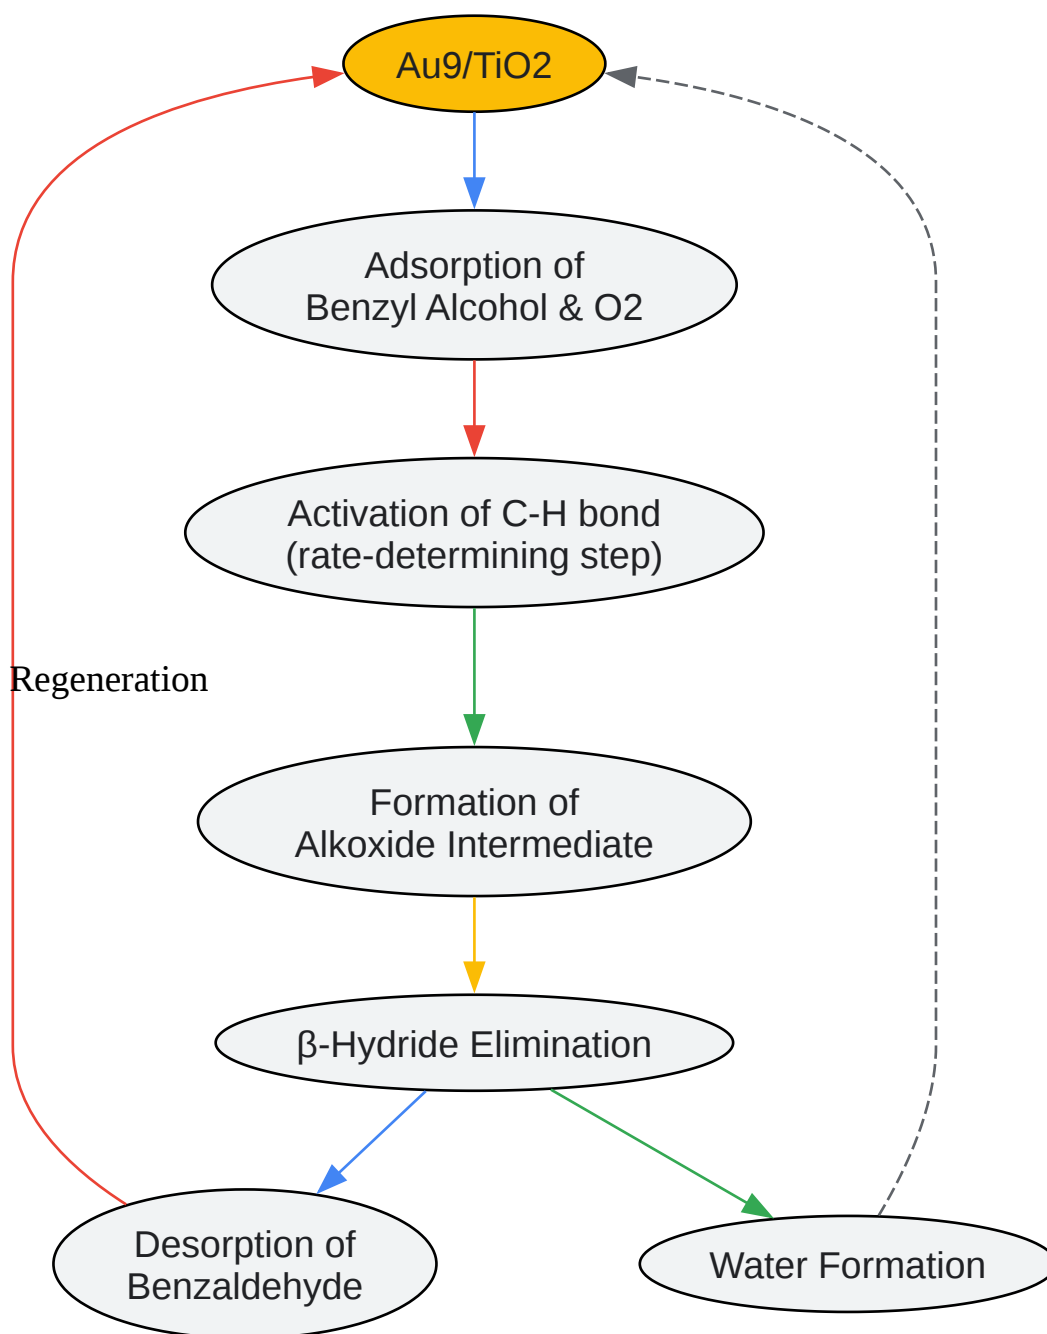 Au9/TiO2
Adsorption of
Benzyl Alcohol & O2
Activation of C-H bond
(rate-determining step)
Regeneration
Formation of
Alkoxide Intermediate
β-Hydride Elimination
Desorption of
Benzaldehyde
Water Formation